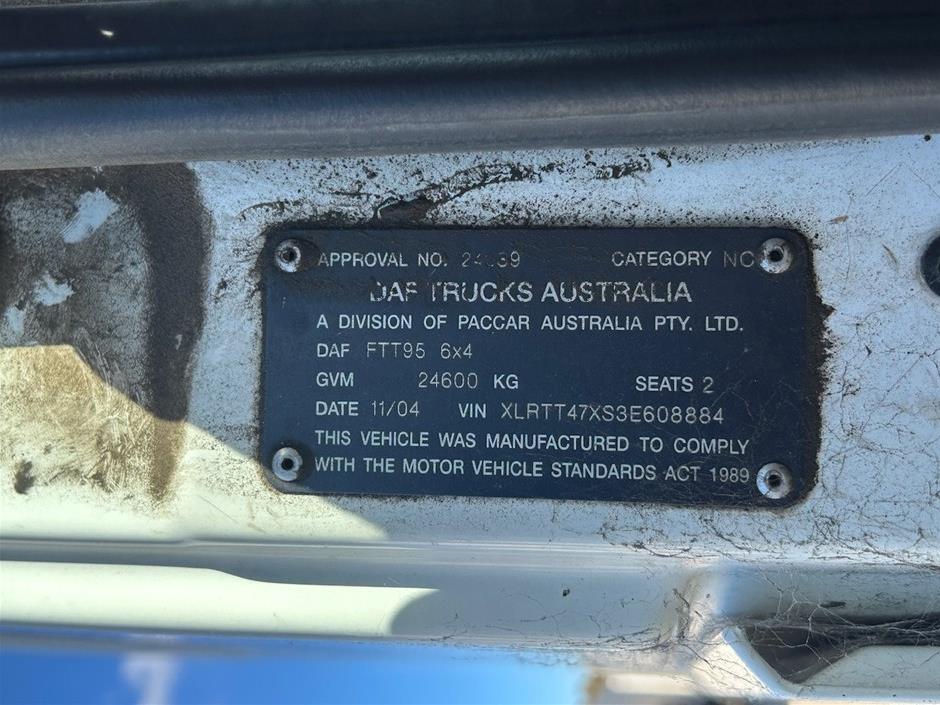 APPROVAL NO. CATEGORY NC
DAF TRUCKS AUSTRALIA
A DIVISION OF PACCAR AUSTRALIA PTY. LTD.
DAF FTT95 6x4
GVM 24600 KG SEATS 2
DATE 11/04 VIN XLRTT47XS3E608884
THIS VEHICLE WAS MANUFACTURED TO COMPLY
WITH THE MOTOR VEHICLE STANDARDS ACT 1989